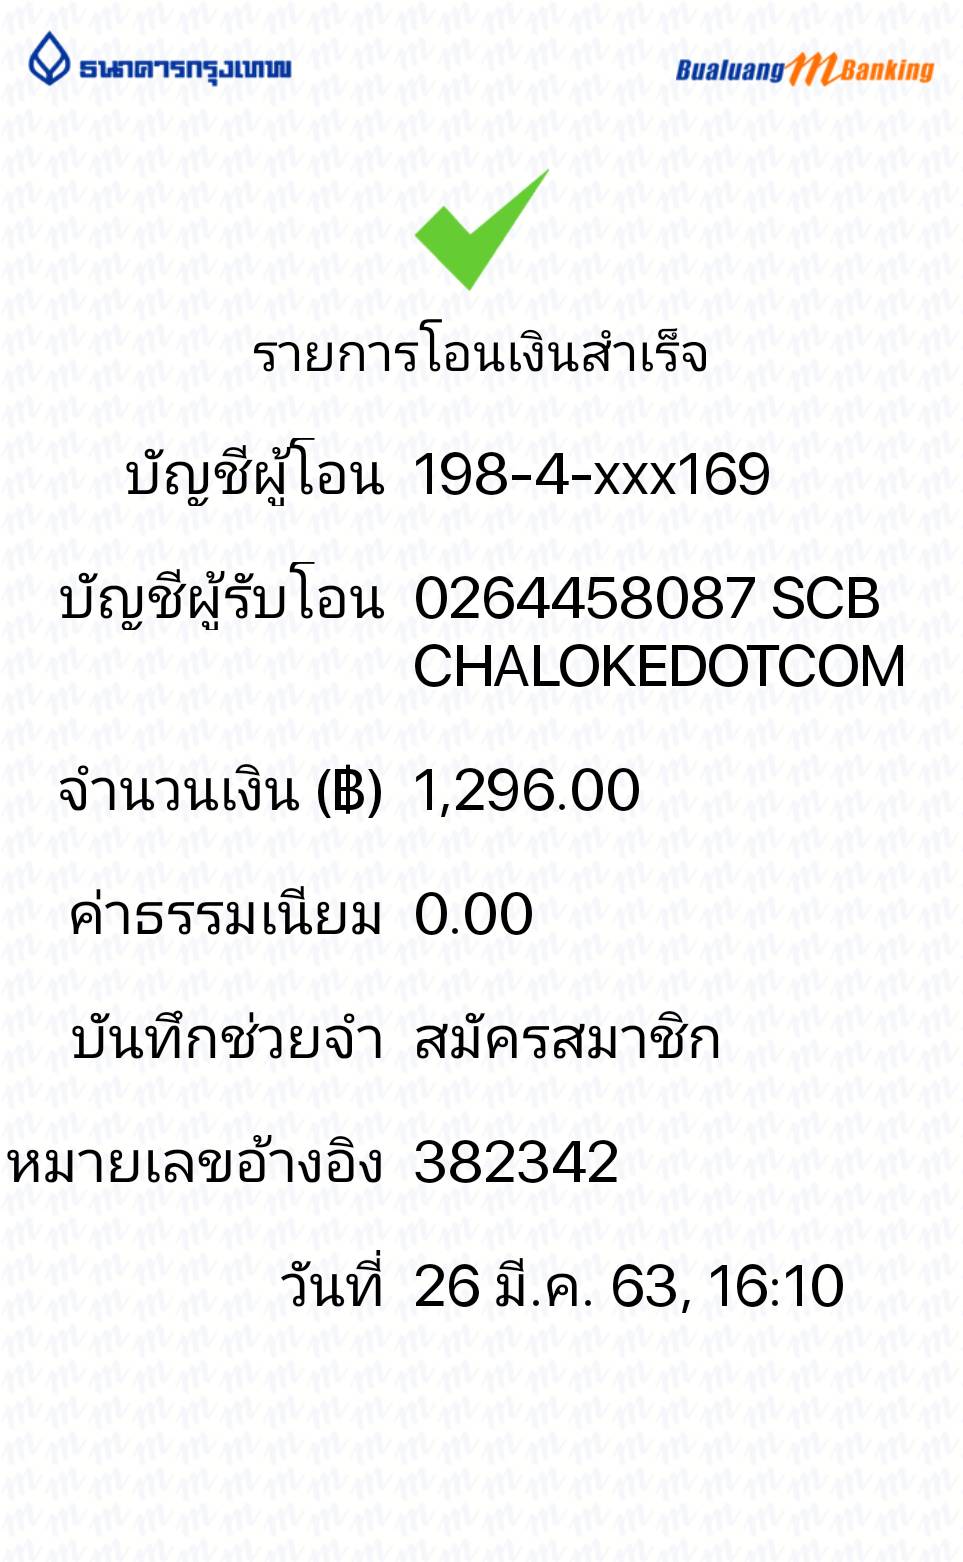 ธนาคารกรุงเทพ
Bualuang m Banking
รายการโอนเงินสำเร็จ
บัญชีผู้โอน 198-4-xxx169
บัญชีผู้รับโอน 0264458087 SCB
CHALOKEDOTCOM
จำนวนเงิน (฿) 1,296.00
ค่าธรรมเนียม 0.00
บันทึกช่วยจำ สมัครสมาชิก
หมายเลขอ้างอิง 382342
วันที่ 26 มี.ค. 63, 16:10